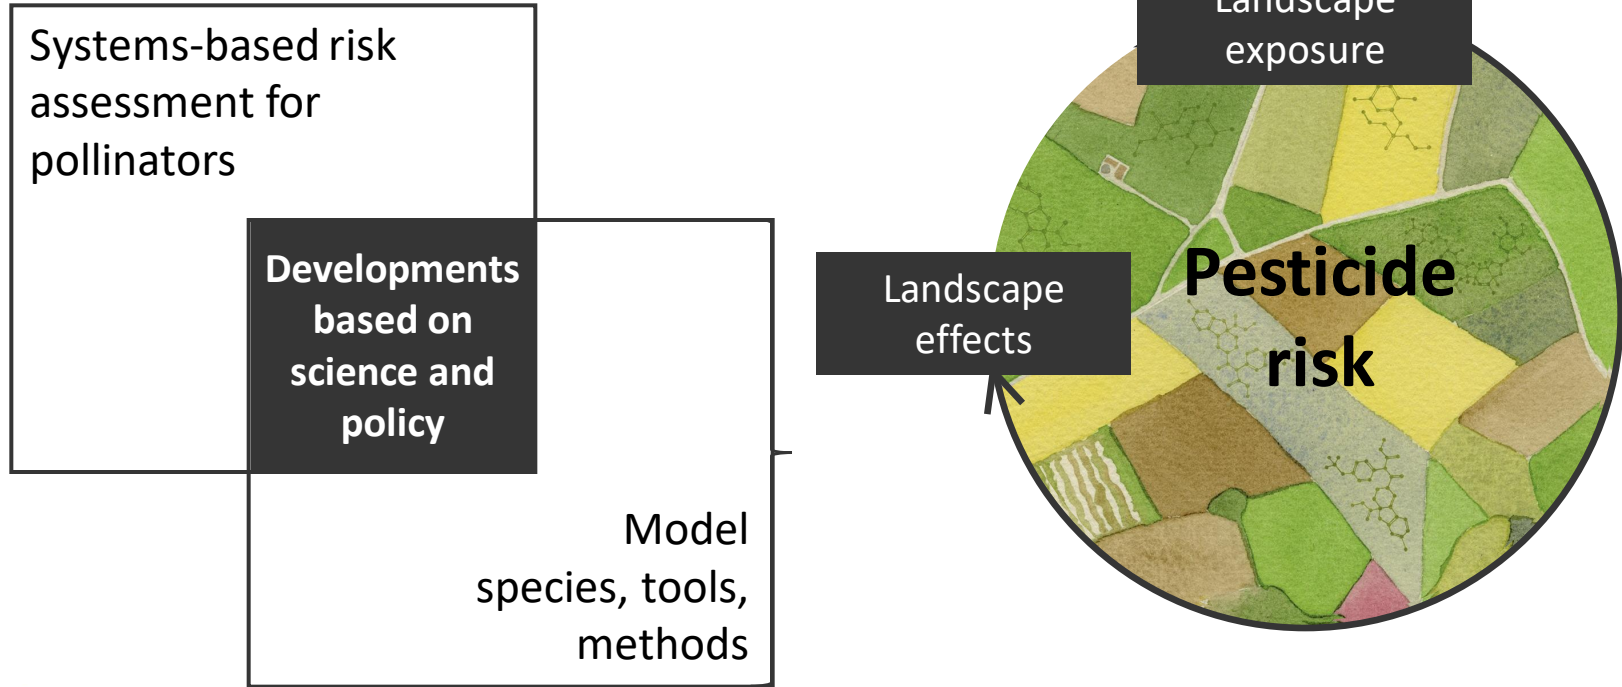 Systems-based risk
assessment for
pollinators
Developments
based on
science and
policy
Model
species, tools,
methods
Landscape
exposure
Landscape
effects
Pesticide
risk